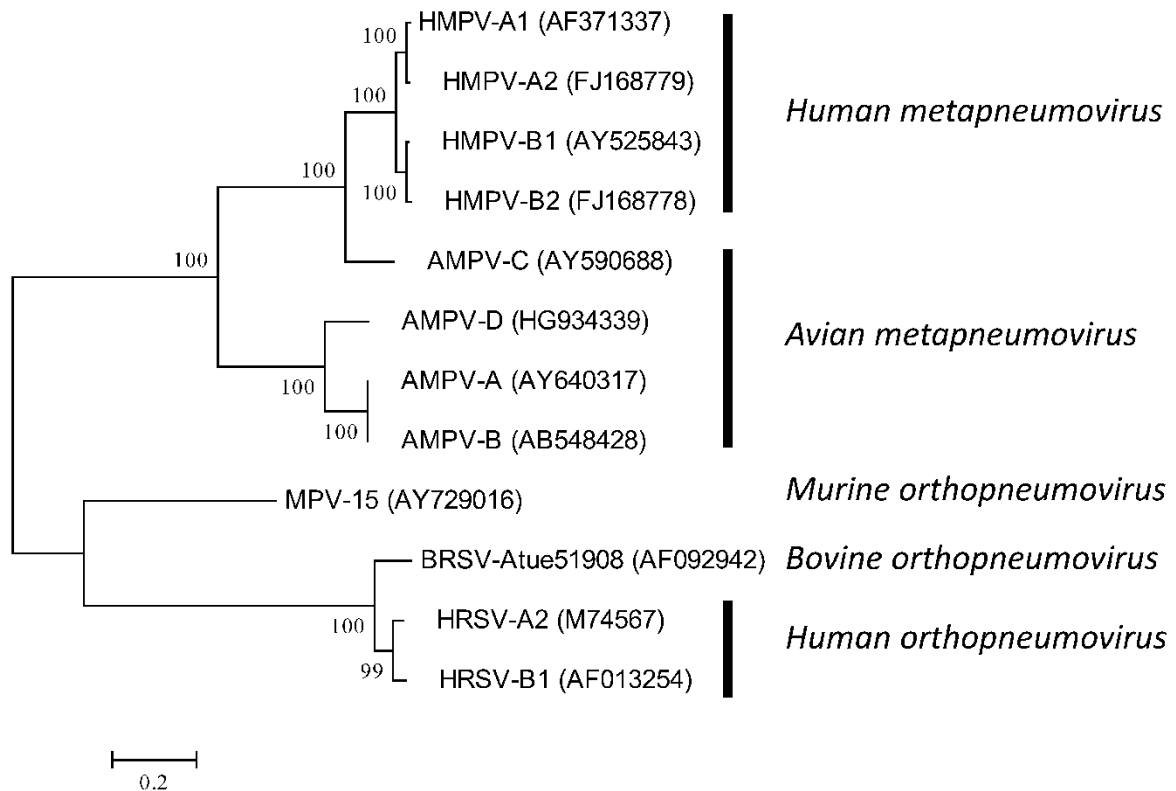 HMPV-A1 (AF371337)
100
HMPV-A2 (FJ168779)
100
Human metapneumovirus
HMPV-B1 (AY525843)
100
100
HMPV-B2 (FJ168778)
AMPV-C (AY590688)
100
AMPV-D (HG934339)
Avian metapneumovirus
100
AMPV-A (AY640317)
100
AMPV-B (AB548428)
MPV-15 (AY729016)
Murine orthopneumovirus
BRSV-Atue51908 (AF092942)
Bovine orthopneumovirus
HRSV-A2 (M74567)
100
Human orthopneumovirus
99
HRSV-B1 (AF013254)
0.2